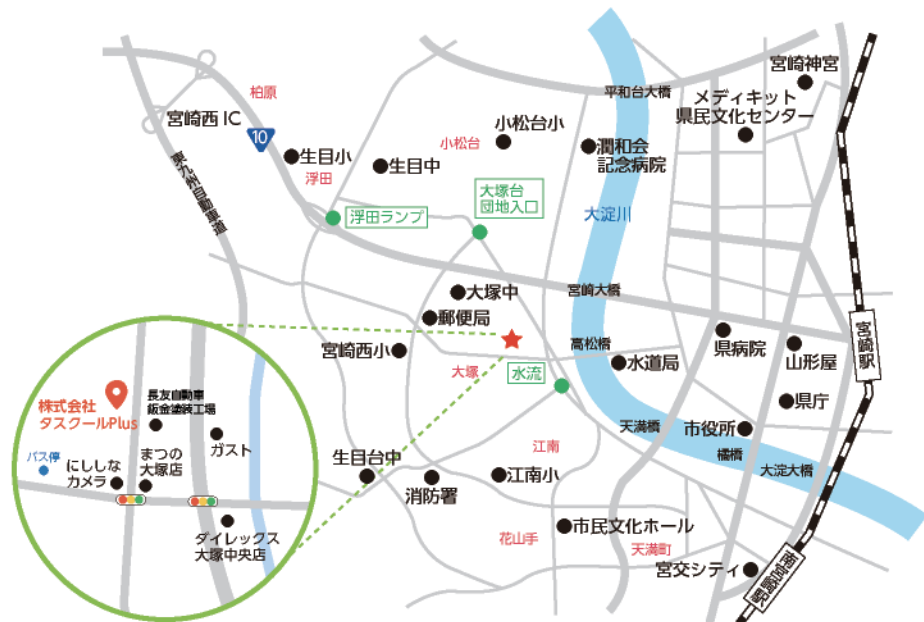 宮崎神宮
柏原
平和台大橋
メディキット
県民文化センター
宮崎西IC
10
小松台小
小松台
潤和会
記念病院
生目小
生目中
浮田
東九州自動車道
大塚台
団地入口
浮田ランプ
大淀川
大塚中
宮崎大橋
郵便局
宮崎駅
高松橋
県病院
山形屋
宮崎西小
水道局
大塚
水流
県庁
天満橋
市役所
江南
橘橋
大淀大橋
生目台中
消防署
江南小
花山手
市民文化ホール
天満町
宮交シティ
南宮崎駅
株式会社
タスクールPlus
長友自動車
鈑金塗装工場
ガスト
バス停
にししな
カメラ
まつの
大塚店
ダイレックス
大塚中央店